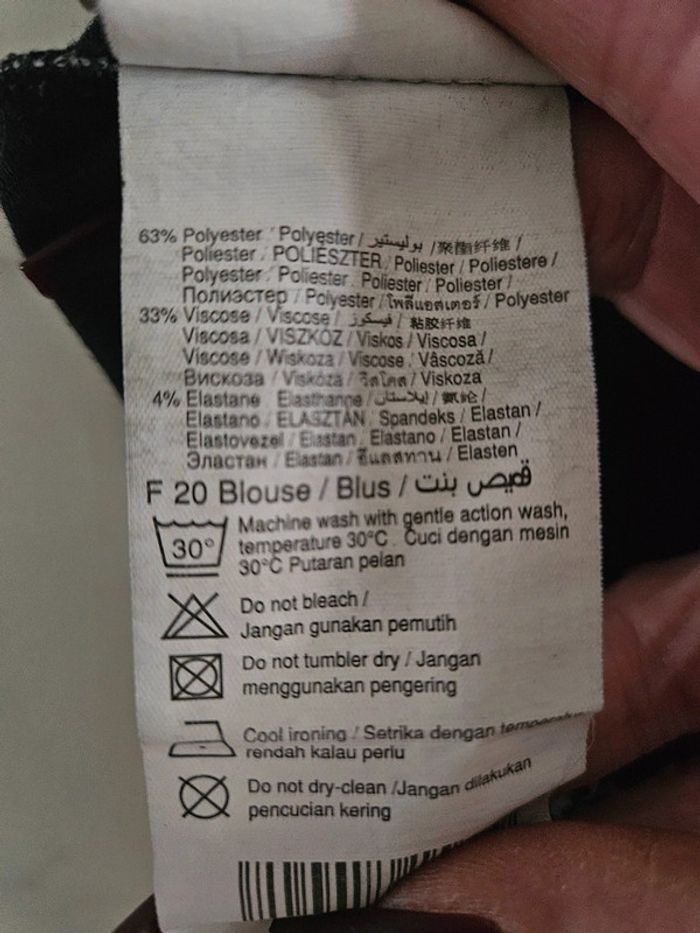 63% Polyester / Polyester / بوليستير / 聚酯纤维 /
Poliester / POLIÉSZTER / Poliester / Poliestere /
Polyester / Poliester / Poliester / Poliester /
Полиэстер / Polyester / โพลีเอสเตอร์ / Polyester
33% Viscose / Viscose / فيسكوز / 粘胶纤维
Viscosa / VISZKÓZ / Viskos / Viscosa /
Viscose / Wiskoza / Viscose / Vâscoză /
Вискоза / Viskóza / วิสโคส / Viskoza
4% Elastane / Elasthanne / إيلاستان / 氨纶 /
Elastano / ELASZTÁN / Spandeks / Elastan /
Elastovezel / Elastan / Elastano / Elastan /
Эластан / Elastan / อีลาสทาน / Elasten
F 20 Blouse / Blus / قميص بنت
30° Machine wash with gentle action wash,
temperature 30°C . Cuci dengan mesin
30°C Putaran pelan
Do not bleach /
Jangan gunakan pemutih
Do not tumbler dry / Jangan
menggunakan pengering
Cool ironing / Setrika dengan temperatur
rendah kalau perlu
Do not dry-clean /Jangan dilakukan
pencucian kering